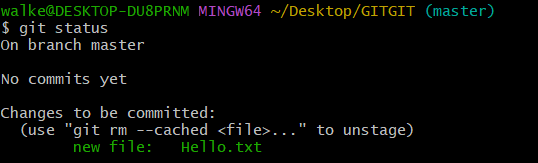 walke@DESKTOP-DU8PRNM MINGW64 ~/Desktop/GITGIT (master)
$ git status
On branch master
No commits yet
Changes to be committed:
  (use "git rm --cached <file>..." to unstage)
        new file:   Hello.txt